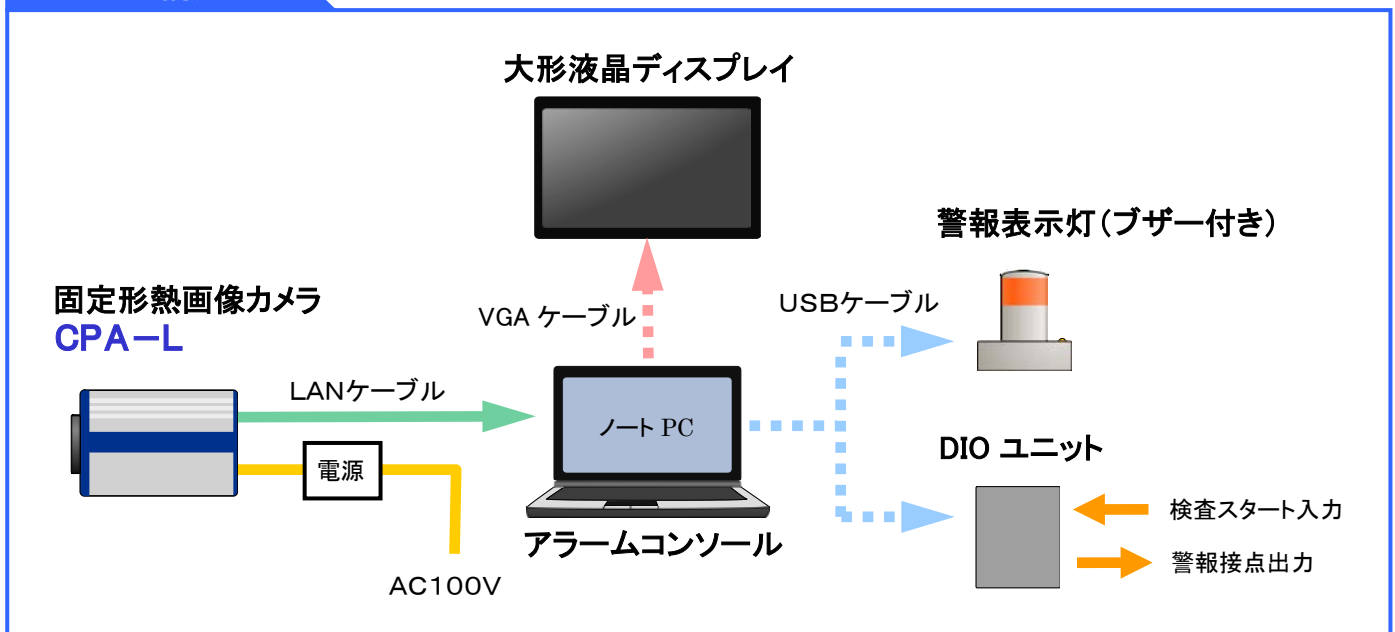 大形液晶ディスプレイ
警報表示灯(ブザー付き)
固定形熱画像カメラ
CPA-L
VGA ケーブル
USBケーブル
LANケーブル
ノート PC
電源
DIO ユニット
検査スタート入力
アラームコンソール
警報接点出力
AC100V